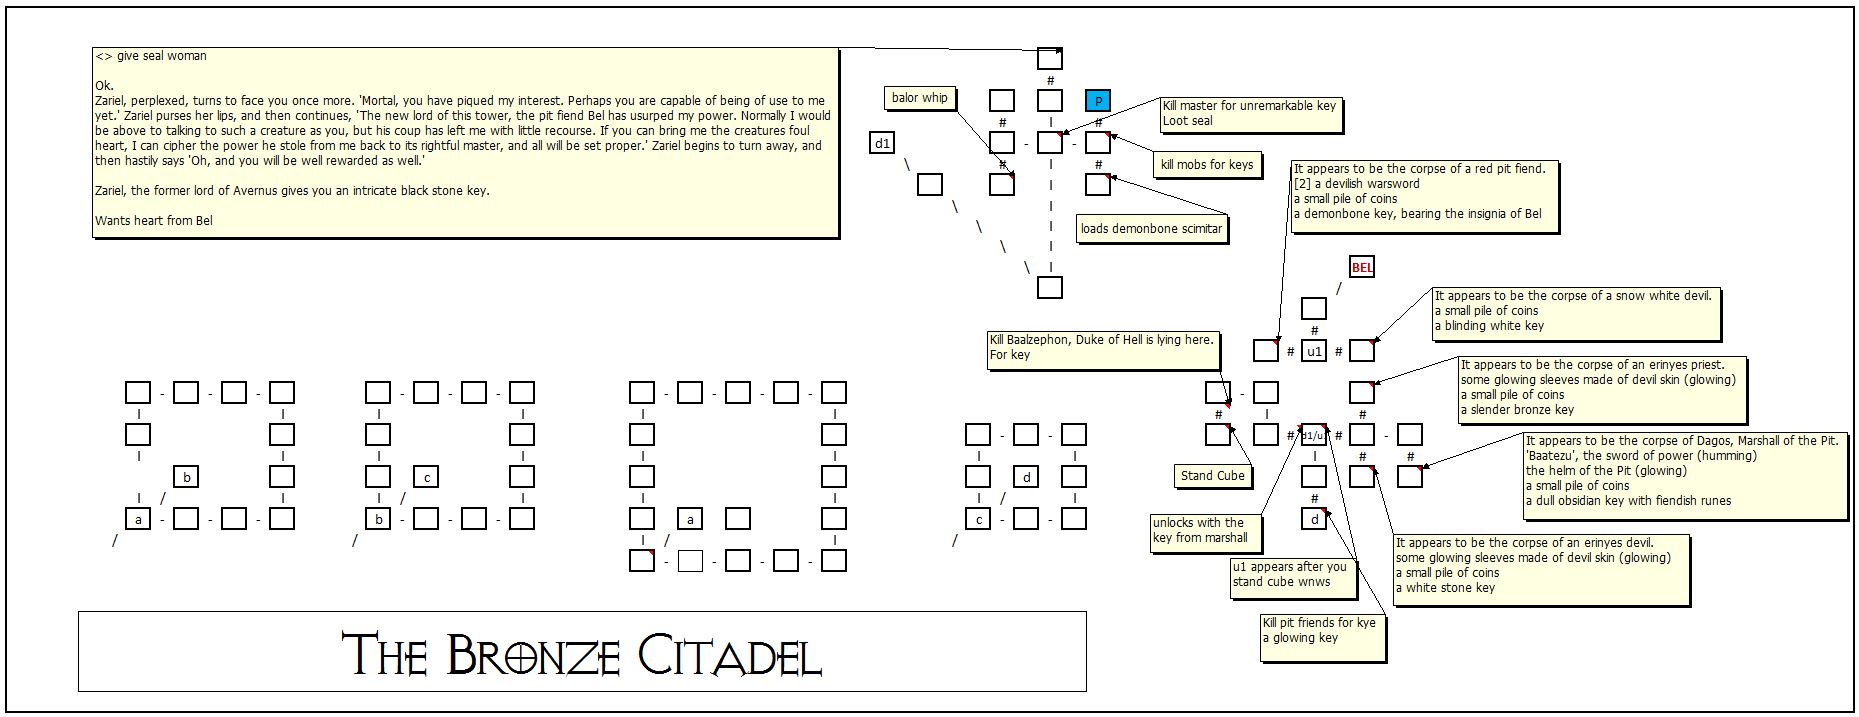 <> give seal woman
Ok.
Zariel, perplexed, turns to face you once more. 'Mortal, you have piqued my interest. Perhaps you are capable of being of use to me
yet.' Zariel purses her lips, and then continues, 'The new lord of this tower, the pit fiend Bel has usurped my power. Normally I would
be above to talking to such a creature as you, but his coup has left me with little recourse. If you can bring me the creatures foul
heart, I can cipher the power he stole from me back to its rightful master, and all will be set proper.' Zariel begins to turn away, and
then hastily says 'Oh, and you will be well rewarded as well.'
Zariel, the former lord of Avernus gives you an intricate black stone key.
Wants heart from Bel
balor whip
P
Kill master for unremarkable key
Loot seal
d1
kill mobs for keys
loads demonbone scimitar
It appears to be the corpse of a red pit fiend.
[2] a devilish warsword
a small pile of coins
a demonbone key, bearing the insignia of Bel
BEL
It appears to be the corpse of a snow white devil.
a small pile of coins
a blinding white key
Kill Baalzephon, Duke of Hell is lying here.
For key
# u1 #
It appears to be the corpse of an erinyes priest.
some glowing sleeves made of devil skin (glowing)
a small pile of coins
a slender bronze key
# d1/u #
It appears to be the corpse of Dagos, Marshall of the Pit.
'Baatezu', the sword of power (humming)
the helm of the Pit (glowing)
a small pile of coins
a dull obsidian key with fiendish runes
Stand Cube
b
c
d
a
b
a
c
d
unlocks with the
key from marshall
It appears to be the corpse of an erinyes devil.
some glowing sleeves made of devil skin (glowing)
a small pile of coins
a white stone key
u1 appears after you
stand cube wnws
Kill pit friends for kye
a glowing key
The Bronze Citadel